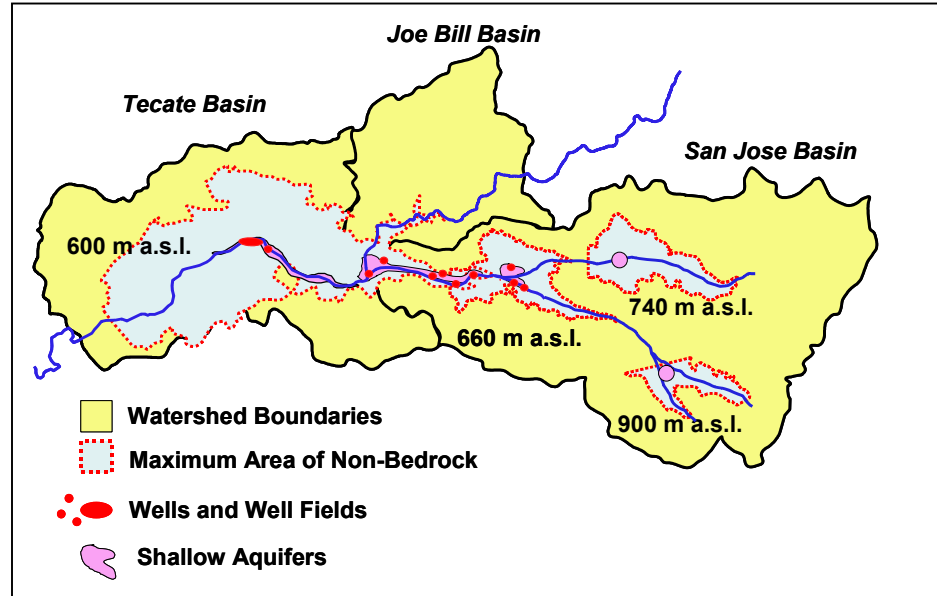 Joe Bill Basin
Tecate Basin
San Jose Basin
600 m a.s.l.
740 m a.s.l.
660 m a.s.l.
900 m a.s.l.
Watershed Boundaries
Maximum Area of Non-Bedrock
Wells and Well Fields
Shallow Aquifers